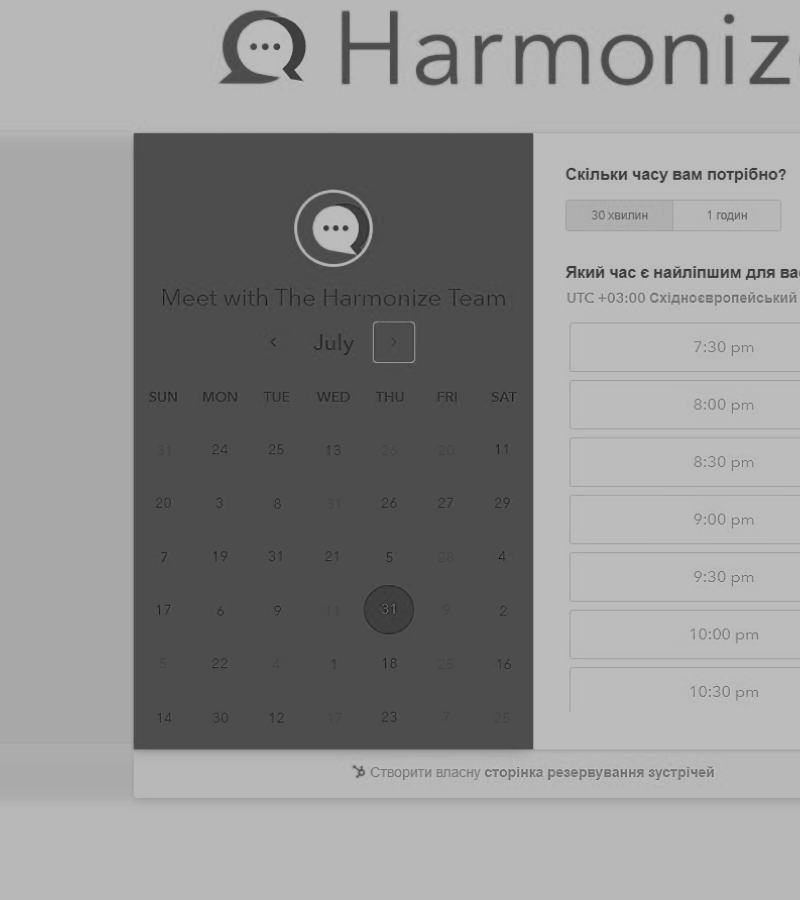 Harmoniz
Meet with The Harmonize Team
July
SUN MON TUE WED THU FRI SAT
31 24 25 13 26 20 11
20 3 8 31 26 27 29
7 19 31 21 5 28 4
17 6 9 11 31 9 2
5 22 4 1 18 25 16
14 30 12 17 23 7 25
Скільки часу вам потрібно?
30 хвилин 1 годин
Який час є найліпшим для вас
UTC +03:00 Східноєвропейський
7:30 pm
8:00 pm
8:30 pm
9:00 pm
9:30 pm
10:00 pm
10:30 pm
Створити власну сторінка резервування зустрічей